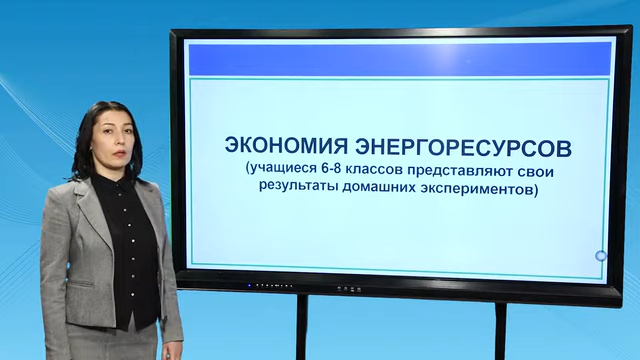 ЭКОНОМИЯ ЭНЕРГОРЕСУРСОВ
(учащиеся 6-8 классов представляют свои
результаты домашних экспериментов)